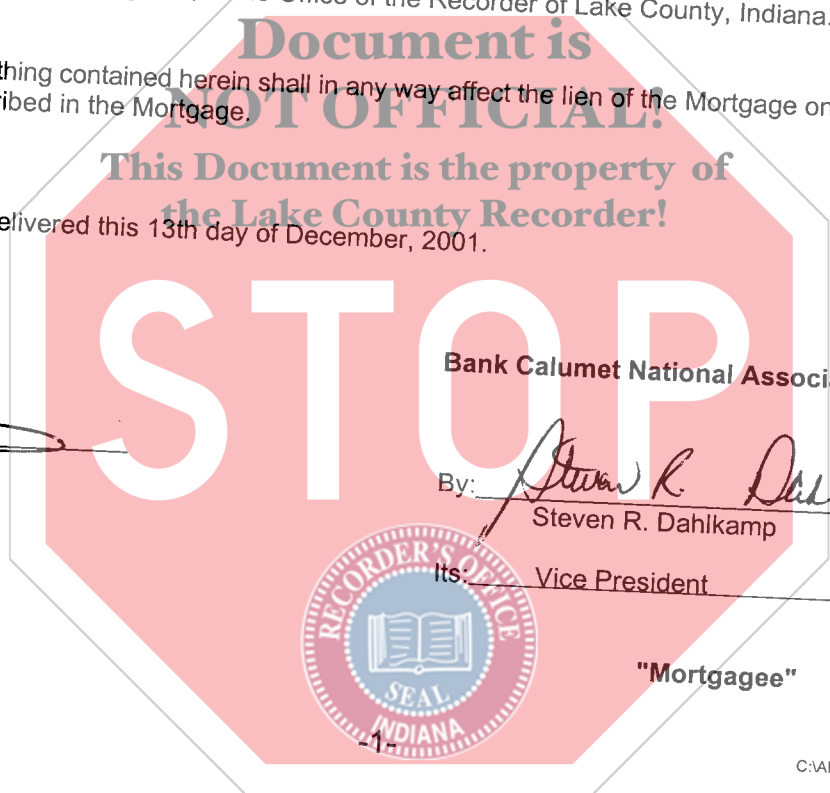 Office of the Recorder of Lake County, Indiana.
Document is
thing contained herein shall in any way affect the lien of the Mortgage on
NOT OFFICIAL!
ribed in the Mortgage.
This Document is the property of
the Lake County Recorder!
elivered this 13th day of December, 2001.
STOP
Bank Calumet National Associ
By: Steven R. Dah
Steven R. Dahlkamp
RECORDER'S OFFICE
Its: Vice President
SEAL
INDIANA
"Mortgagee"
-1-
C:\A